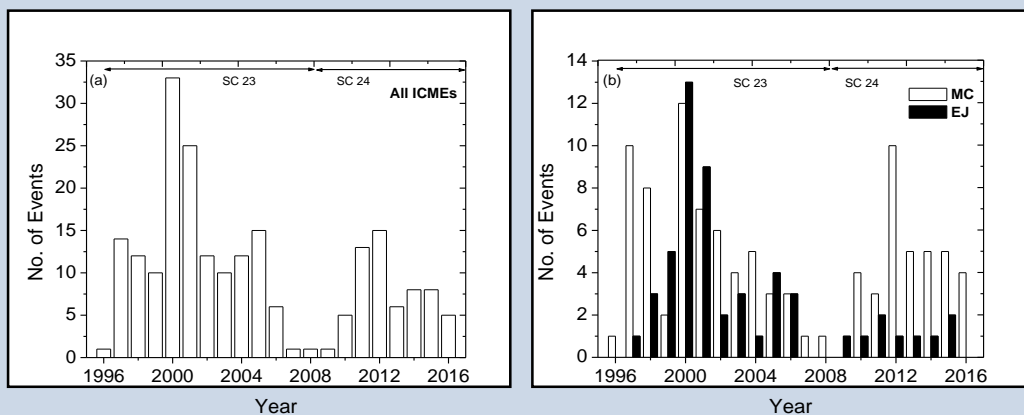 (a)
SC 23
SC 24
All ICMEs
35
30
25
20
15
10
5
0
No. of Events
1996 2000 2004 2008 2012 2016
Year
(b)
SC 23
SC 24
MC
EJ
14
12
10
8
6
4
2
0
No. of Events
1996 2000 2004 2008 2012 2016
Year